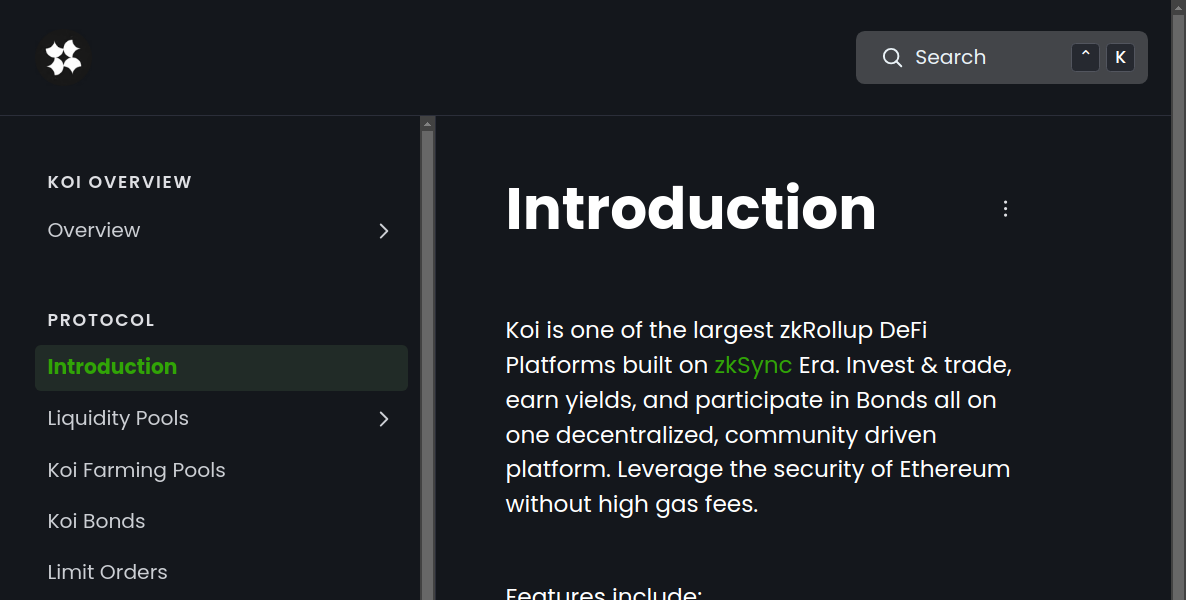 Search
⌃ K
KOI OVERVIEW
Overview
PROTOCOL
Introduction
Liquidity Pools
Koi Farming Pools
Koi Bonds
Limit Orders
Introduction
Koi is one of the largest zkRollup DeFi
Platforms built on zkSync Era. Invest & trade,
earn yields, and participate in Bonds all on
one decentralized, community driven
platform. Leverage the security of Ethereum
without high gas fees.
Features include: